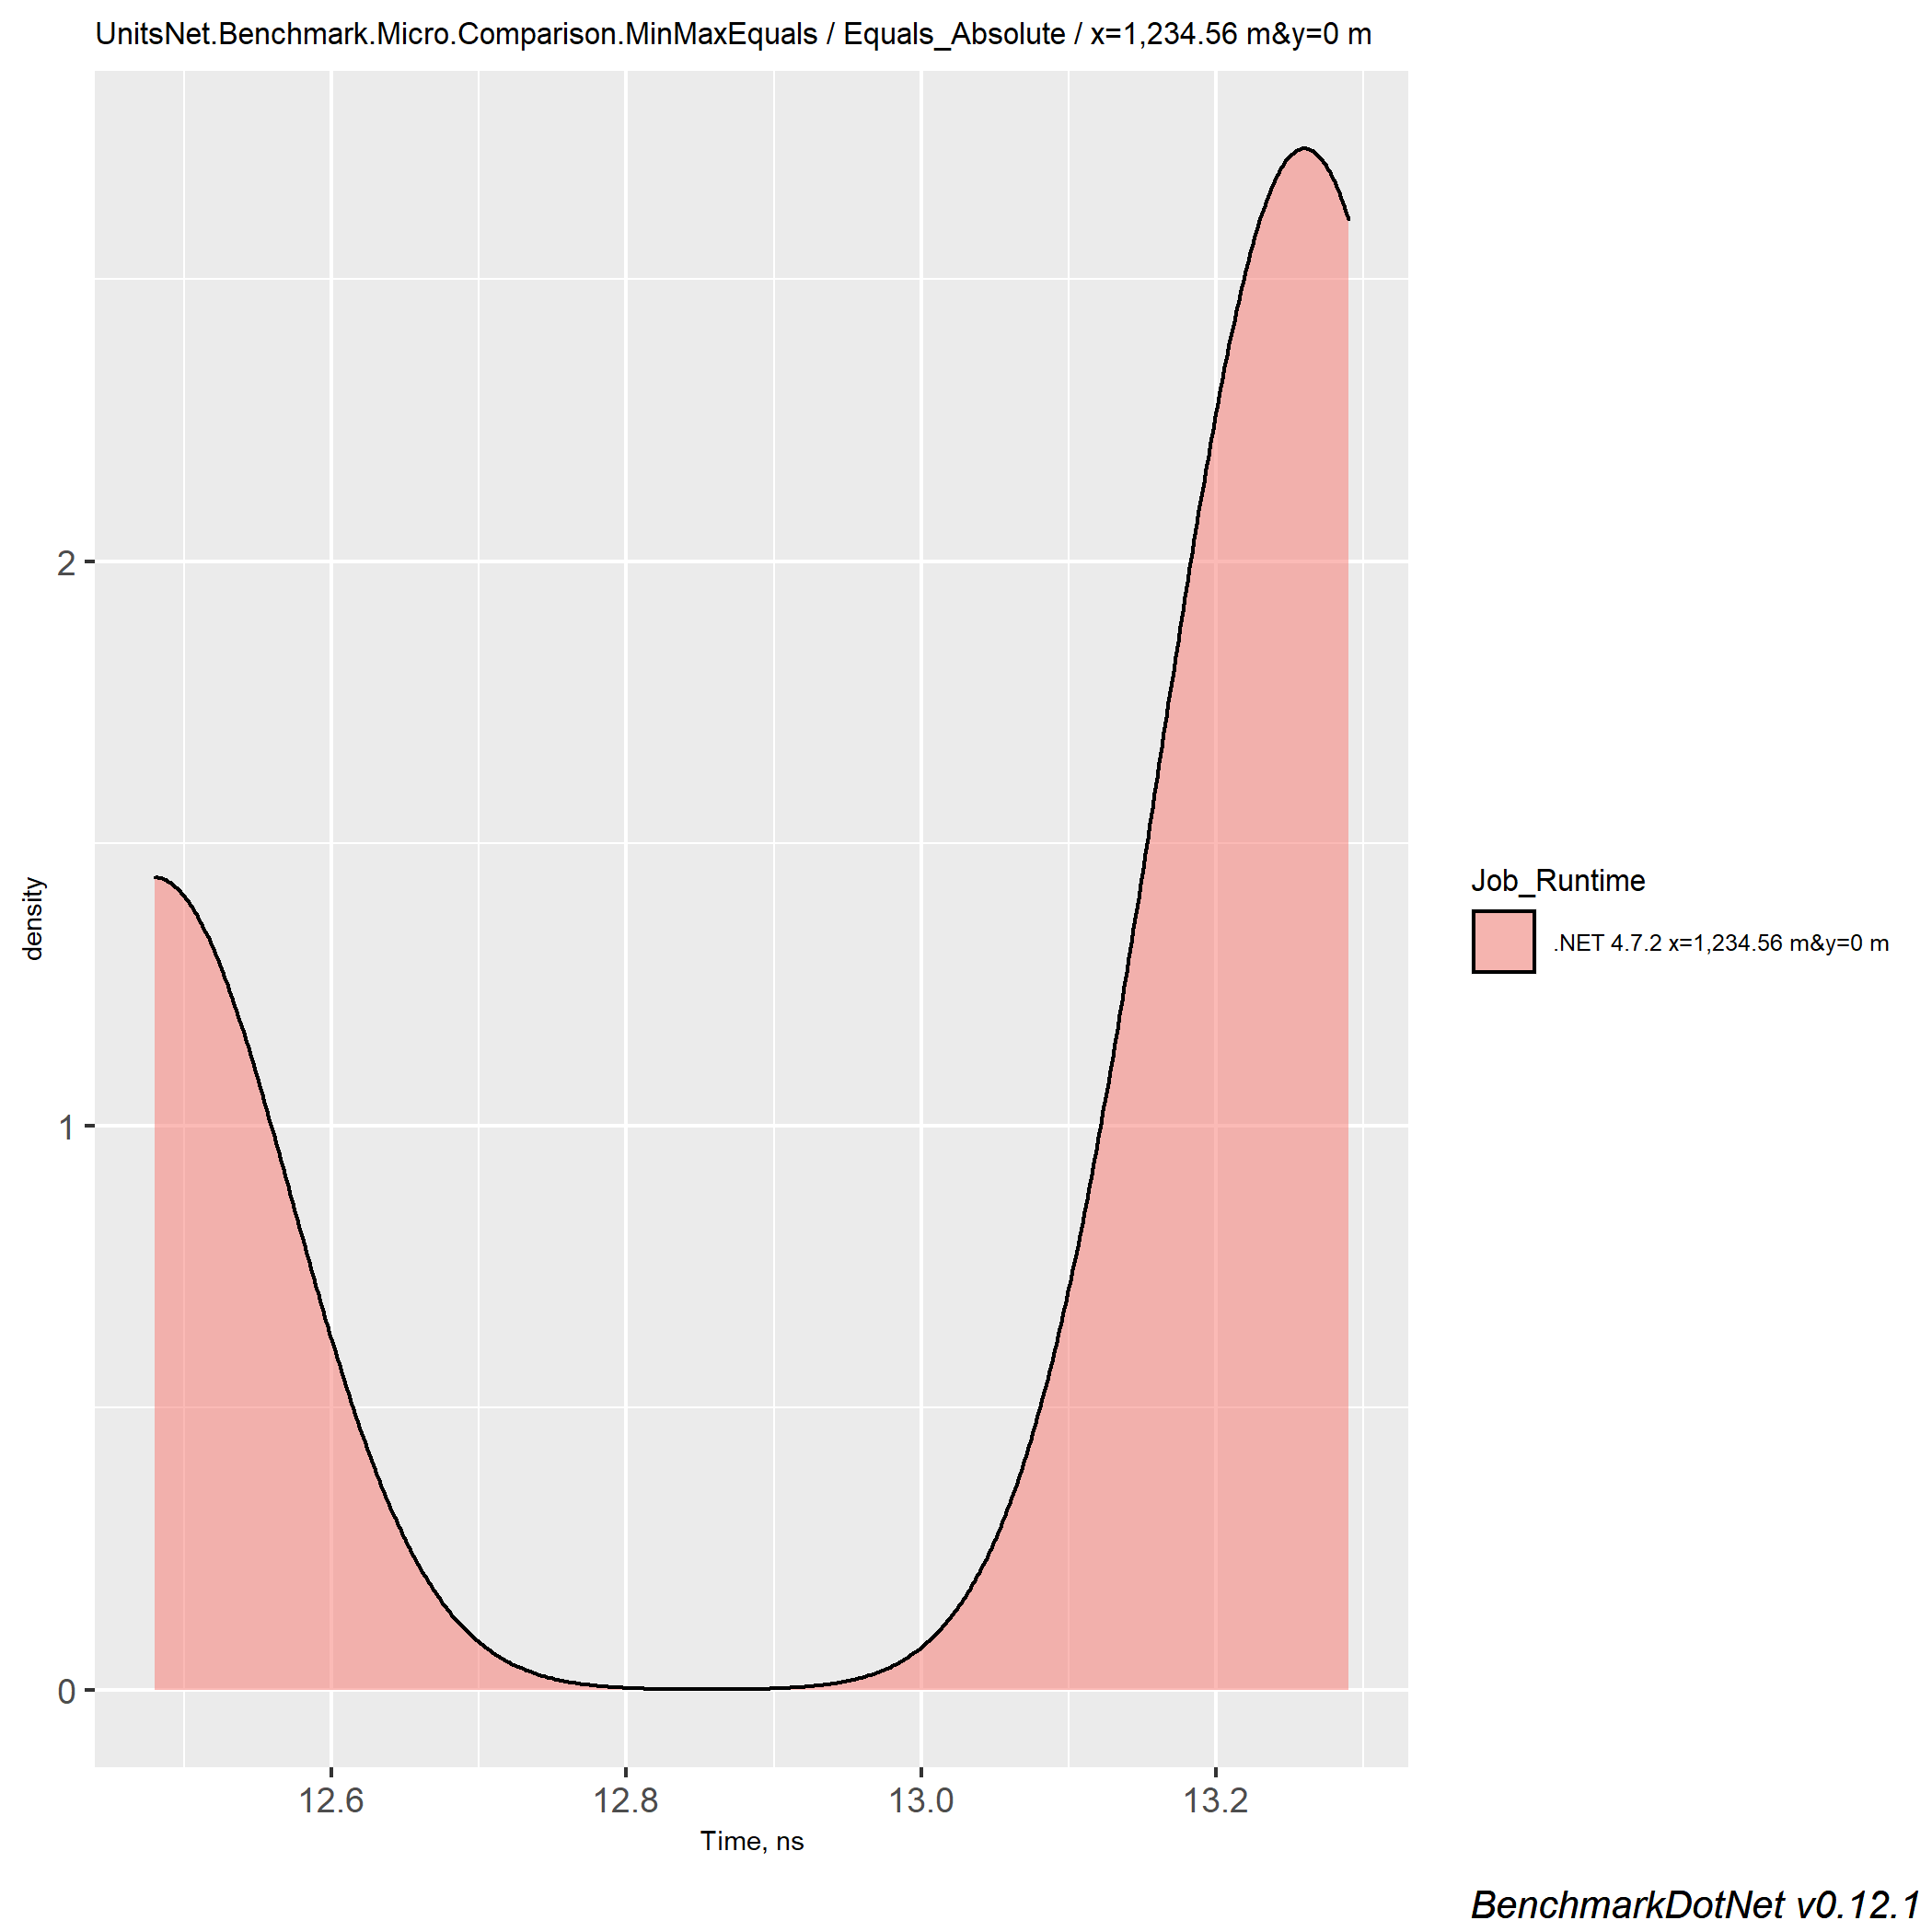 UnitsNet.Benchmark.Micro.Comparison.MinMaxEquals / Equals_Absolute / x=1,234.56 m&y=0 m
density
2
1
0
12.6 12.8 13.0 13.2
Time, ns
Job_Runtime
.NET 4.7.2 x=1,234.56 m&y=0 m
BenchmarkDotNet v0.12.1